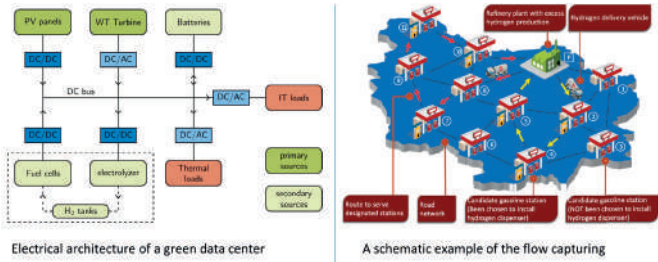 PV panels
WT Turbine
Batteries
DC/DC
DC/AC
DC/DC
DC bus
DC/AC
IT loads
DC/DC
DC/DC
DC/AC
Fuel cells
electrolyzer
Thermal
loads
H₂ tanks
primary
sources
secondary
sources
Electrical architecture of a green data center
Refinery plant with excess
hydrogen production
Hydrogen delivery vehicle
Route to serve
designated stations
Road
network
Candidate gasoline station
(Been chosen to install
hydrogen dispenser)
Candidate gasoline station
(NOT been chosen to install
hydrogen dispenser)
A schematic example of the flow capturing